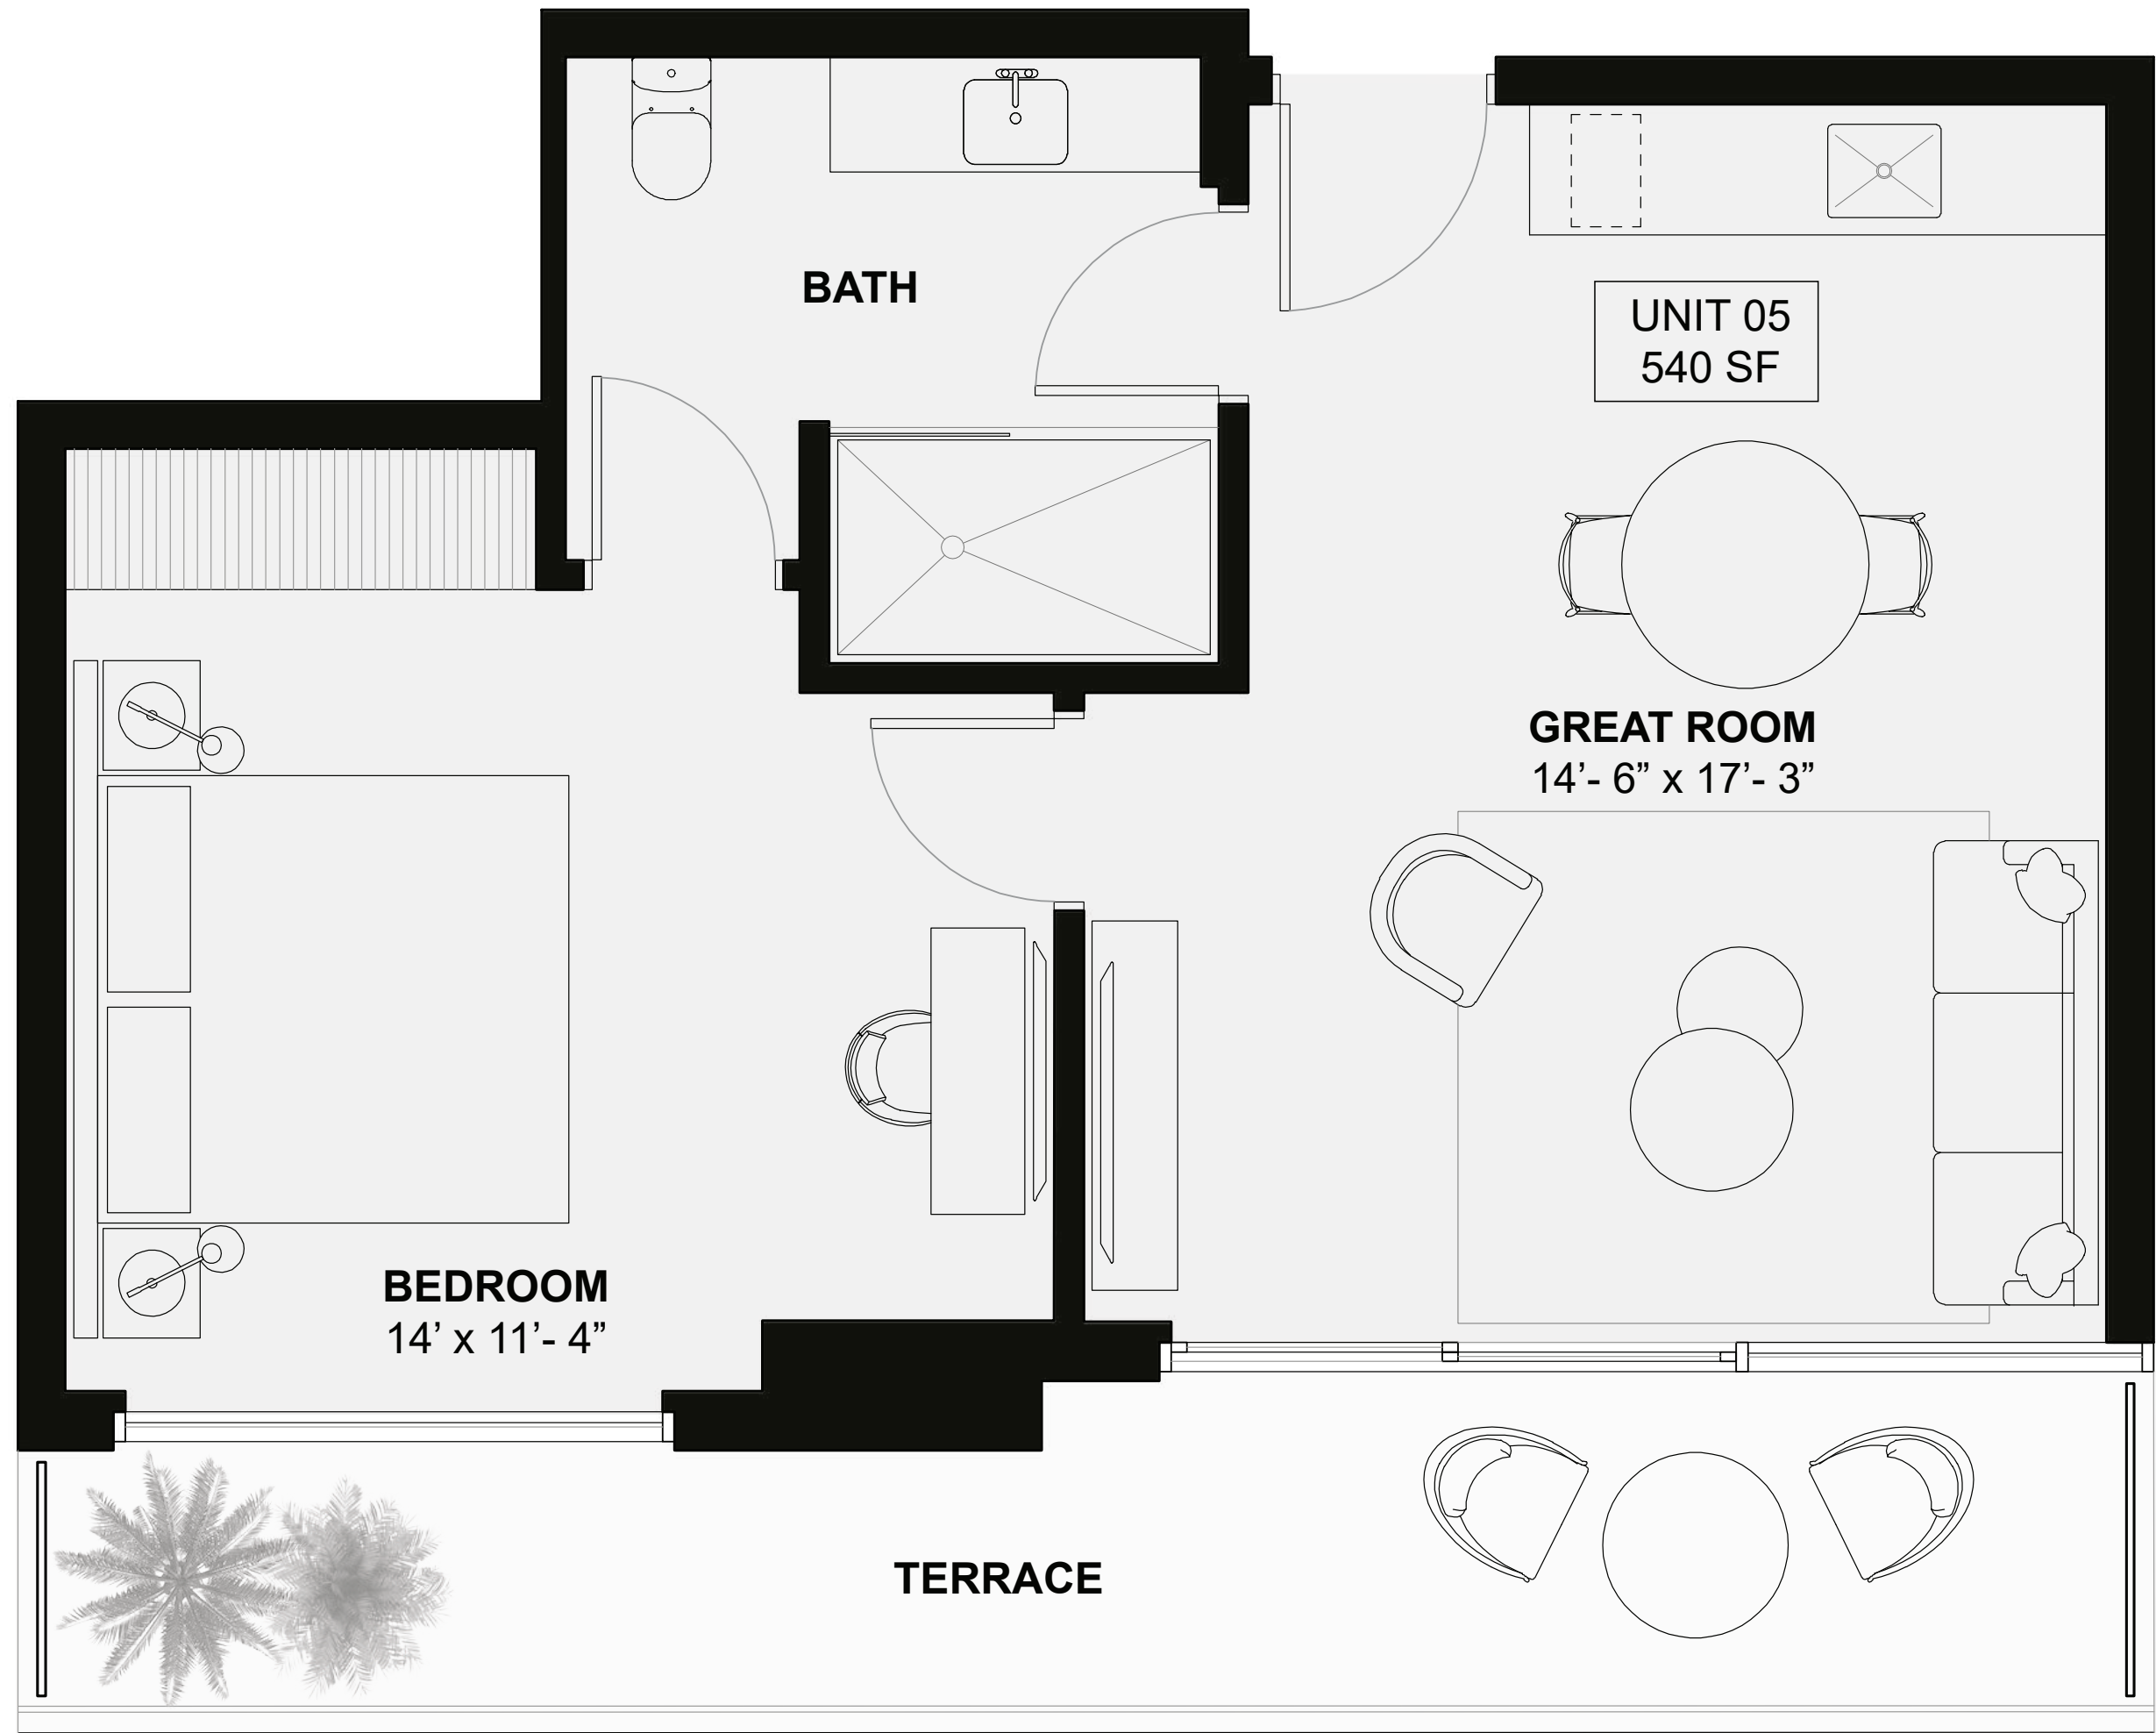 BATH
UNIT 05
540 SF
GREAT ROOM
14’- 6” x 17’- 3”
BEDROOM
14’ x 11’- 4”
TERRACE